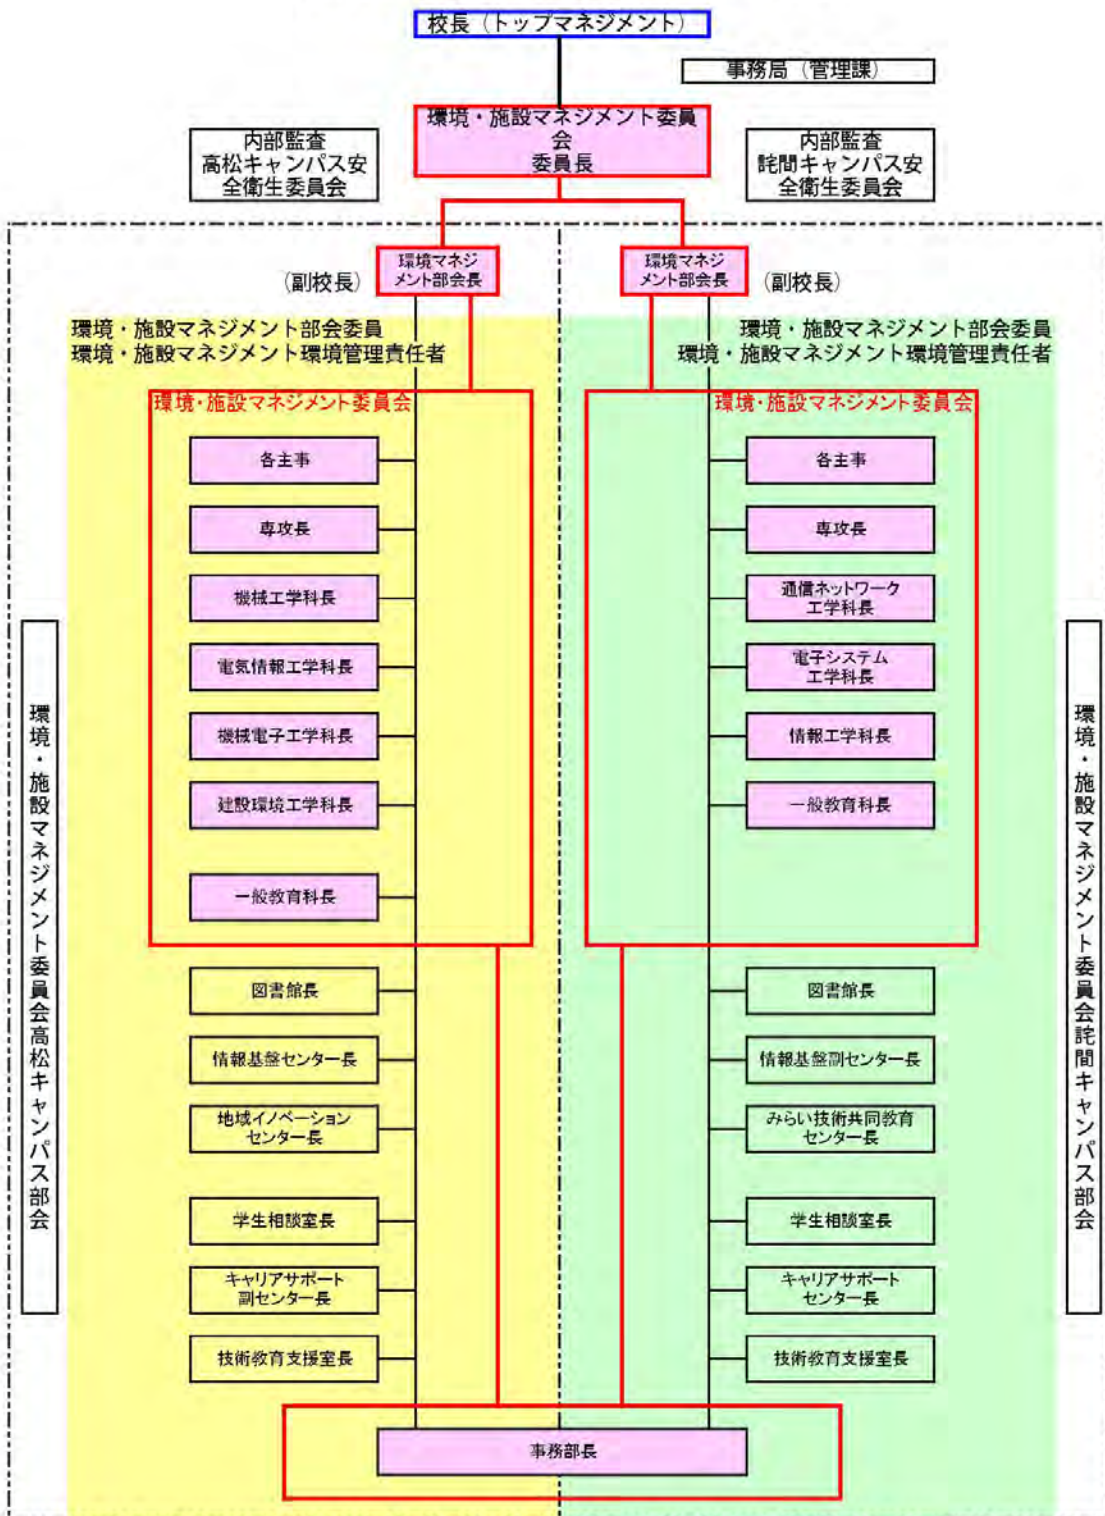 校長（トップマネジメント）
事務局（管理課）
環境・施設マネジメント委員
会
委員長
内部監査
高松キャンパス安
全衛生委員会
内部監査
詫間キャンパス安
全衛生委員会
（副校長）
環境マネジ
メント部会長
環境マネジ
メント部会長
（副校長）
環境・施設マネジメント部会委員
環境・施設マネジメント環境管理責任者
環境・施設マネジメント部会委員
環境・施設マネジメント環境管理責任者
環境・施設マネジメント委員会高松キャンパス部会
環境・施設マネジメント委員会
各主事
専攻長
機械工学科長
電気情報工学科長
機械電子工学科長
建設環境工学科長
一般教育科長
図書館長
情報基盤センター長
地域イノベーション
センター長
学生相談室長
キャリアサポート
副センター長
技術教育支援室長
環境・施設マネジメント委員会
各主事
専攻長
通信ネットワーク
工学科長
電子システム
工学科長
情報工学科長
一般教育科長
図書館長
情報基盤副センター長
みらい技術共同教育
センター長
学生相談室長
キャリアサポート
センター長
技術教育支援室長
環境・施設マネジメント委員会詫間キャンパス部会
事務部長